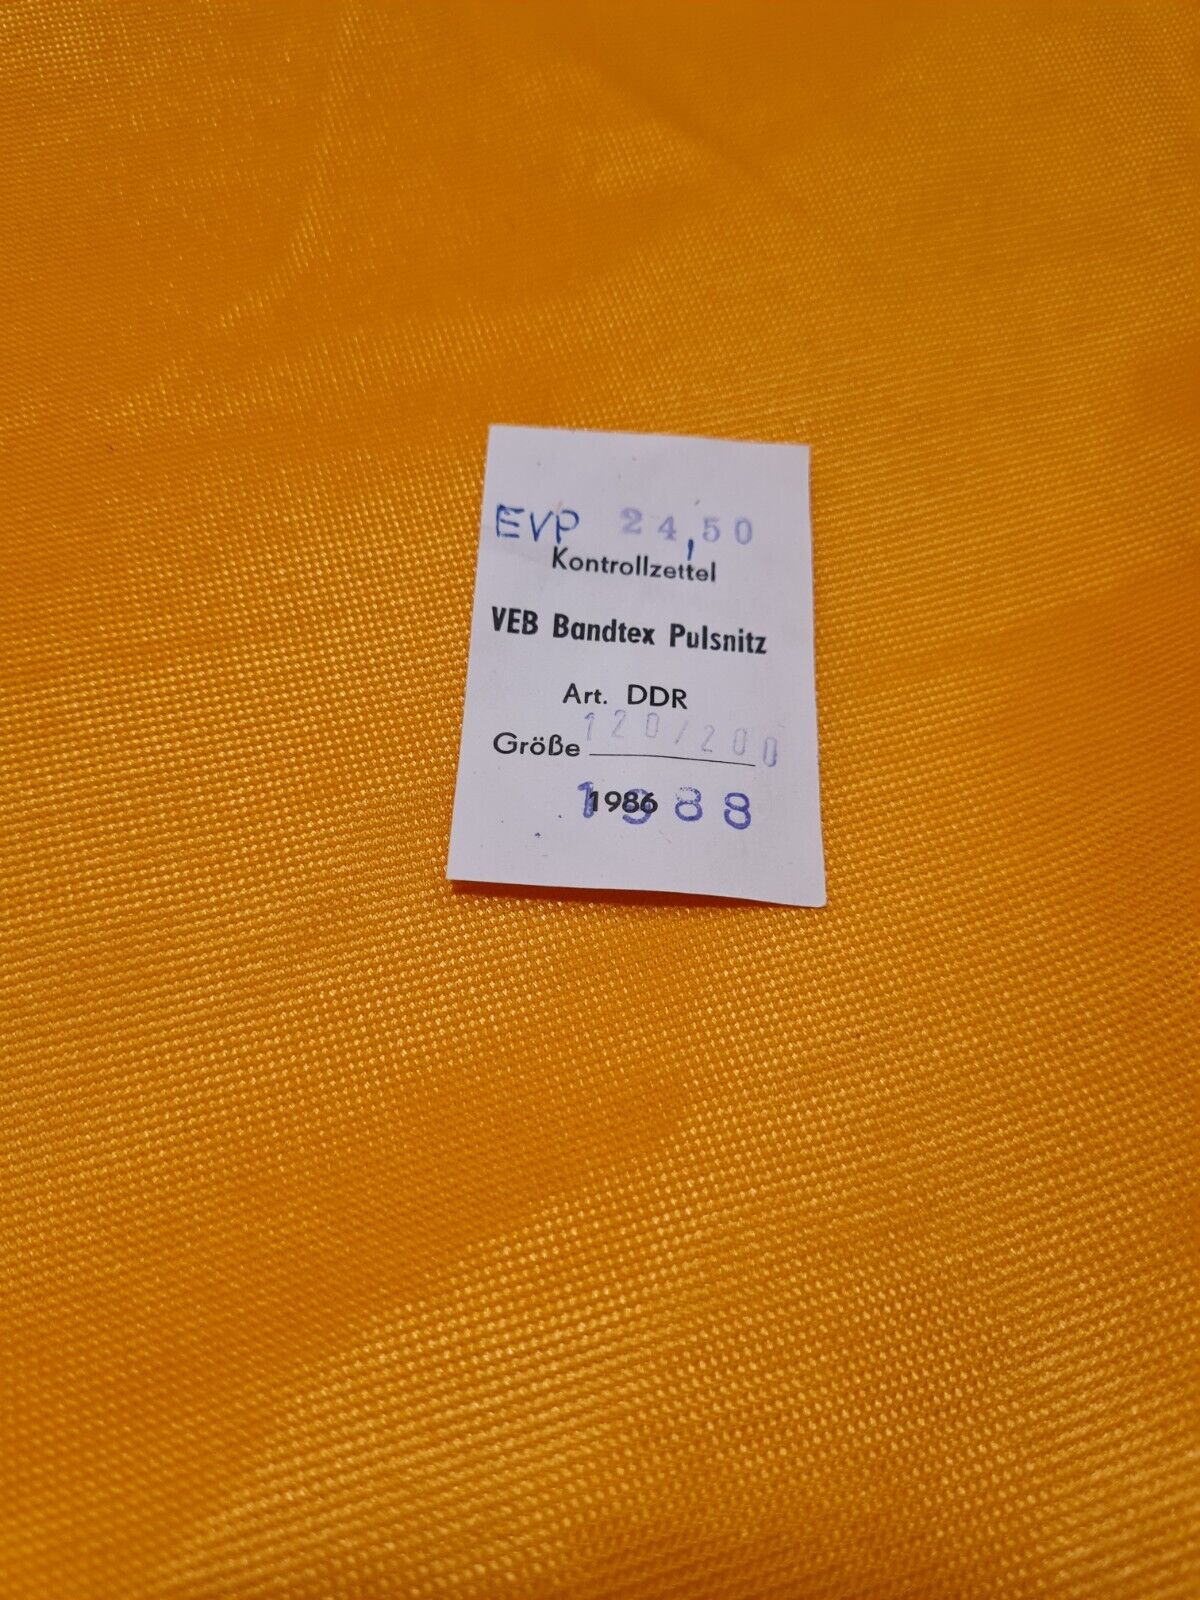 EVP 24,50
Kontrollzettel
VEB Bandtex Pulsnitz
Art. DDR
Größe 120/200
1986 1988